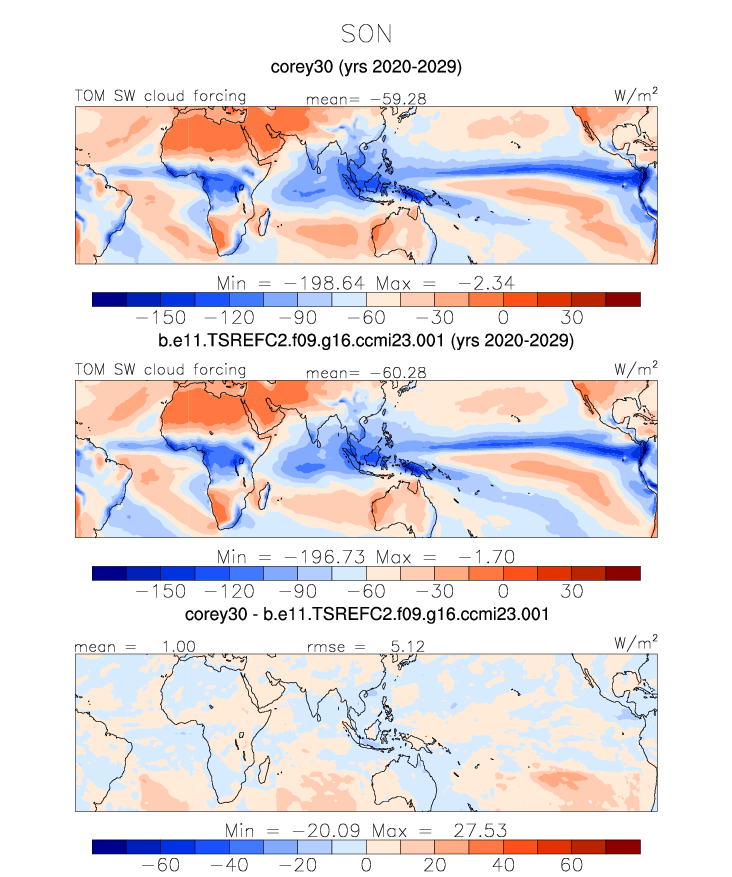 SON
corey30 (yrs 2020-2029)
TOM SW cloud forcing mean= −59.28 W/m²
Min = −198.64 Max = −2.34
−150 −120 −90 −60 −30 0 30
b.e11.TSREFC2.f09.g16.ccmi23.001 (yrs 2020-2029)
TOM SW cloud forcing mean= −60.28 W/m²
Min = −196.73 Max = −1.70
−150 −120 −90 −60 −30 0 30
corey30 - b.e11.TSREFC2.f09.g16.ccmi23.001
mean = 1.00 rmse = 5.12 W/m²
Min = −20.09 Max = 27.53
−60 −40 −20 0 20 40 60